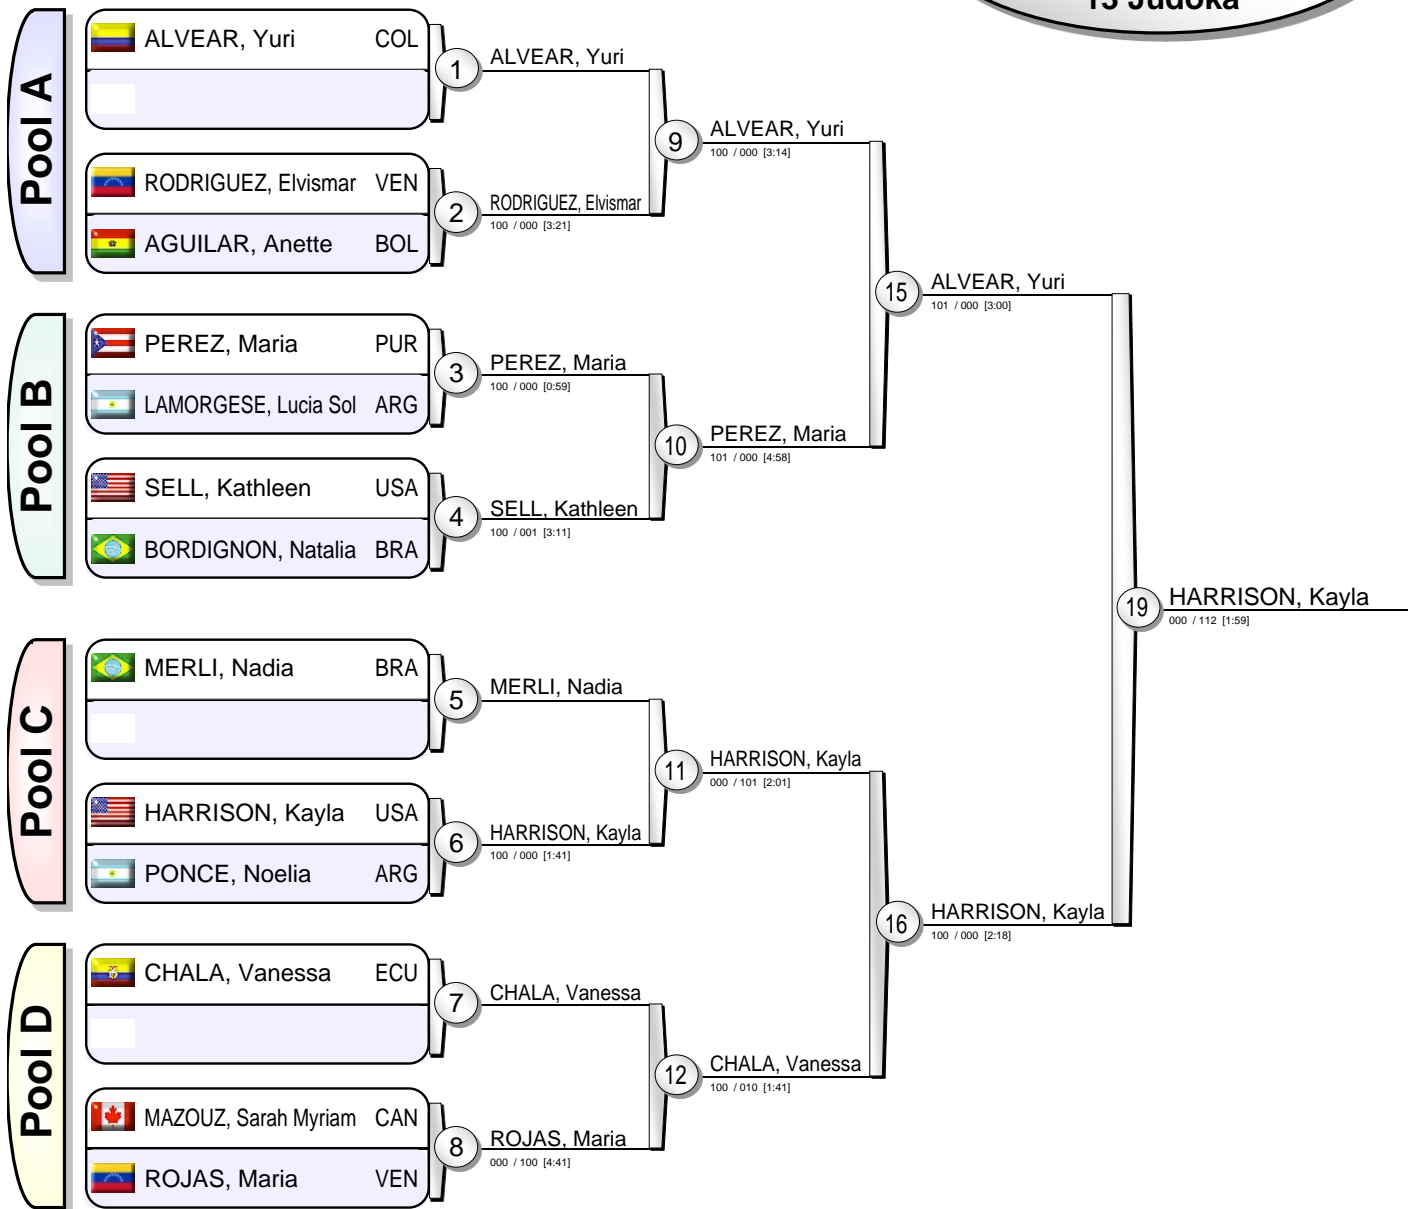 13 Judoka
Pool A
ALVEAR, Yuri COL
RODRIGUEZ, Elvismar VEN
AGUILAR, Anette BOL
1
ALVEAR, Yuri
2
RODRIGUEZ, Elvismar
100 / 000 [3:21]
9
ALVEAR, Yuri
100 / 000 [3:14]
Pool B
PEREZ, Maria PUR
LAMORGESE, Lucia Sol ARG
SELL, Kathleen USA
BORDIGNON, Natalia BRA
3
PEREZ, Maria
100 / 000 [0:59]
4
SELL, Kathleen
100 / 001 [3:11]
10
PEREZ, Maria
101 / 000 [4:58]
15
ALVEAR, Yuri
101 / 000 [3:00]
Pool C
MERLI, Nadia BRA
HARRISON, Kayla USA
PONCE, Noelia ARG
5
MERLI, Nadia
6
HARRISON, Kayla
100 / 000 [1:41]
11
HARRISON, Kayla
000 / 101 [2:01]
Pool D
CHALA, Vanessa ECU
MAZOUZ, Sarah Myriam CAN
ROJAS, Maria VEN
7
CHALA, Vanessa
8
ROJAS, Maria
000 / 100 [4:41]
12
CHALA, Vanessa
100 / 010 [1:41]
16
HARRISON, Kayla
100 / 000 [2:18]
19
HARRISON, Kayla
000 / 112 [1:59]